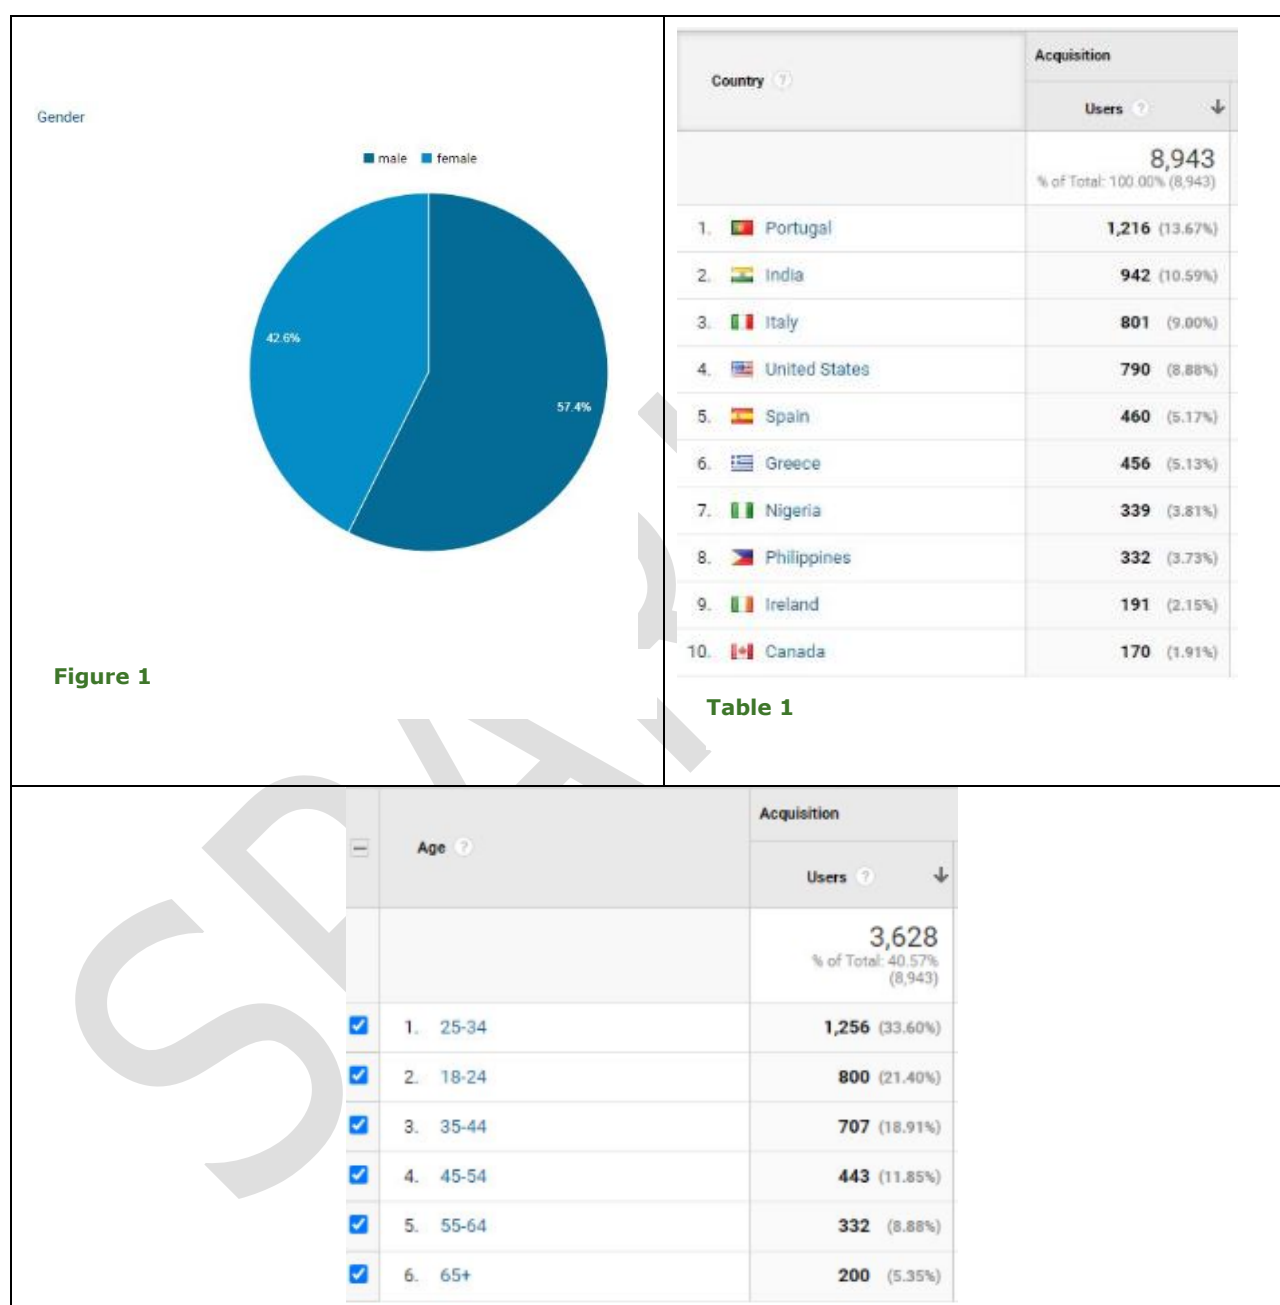 Gender
male female
42.6%
57.4%
Figure 1
Country ? Acquisition
Users ?
8,943
% of Total: 100.00% (8,943)
1. Portugal 1,216 (13.67%)
2. India 942 (10.59%)
3. Italy 801 (9.00%)
4. United States 790 (8.88%)
5. Spain 460 (5.17%)
6. Greece 456 (5.13%)
7. Nigeria 339 (3.81%)
8. Philippines 332 (3.73%)
9. Ireland 191 (2.15%)
10. Canada 170 (1.91%)
Table 1
Age ? Acquisition
Users ?
3,628
% of Total: 40.57%
(8,943)
1. 25-34 1,256 (33.60%)
2. 18-24 800 (21.40%)
3. 35-44 707 (18.91%)
4. 45-54 443 (11.85%)
5. 55-64 332 (8.88%)
6. 65+ 200 (5.35%)